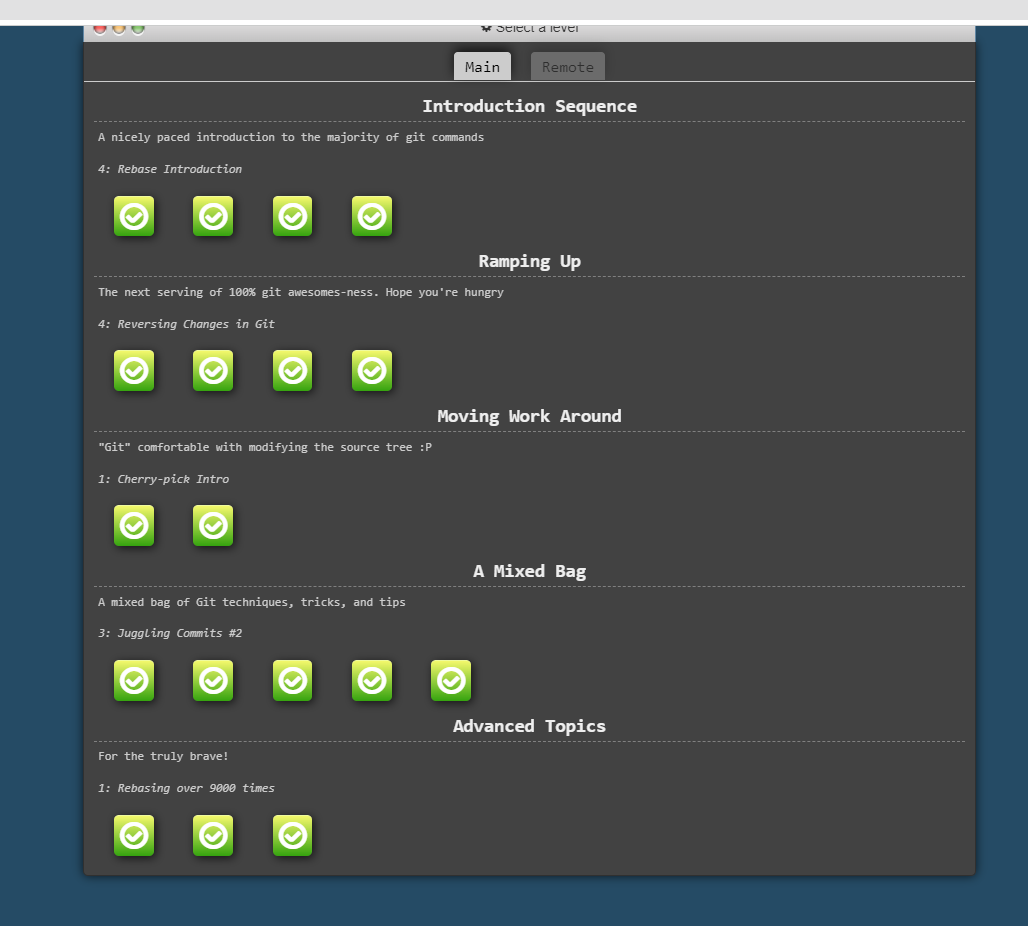 Select a level
Main Remote
Introduction Sequence
A nicely paced introduction to the majority of git commands
4: Rebase Introduction
Ramping Up
The next serving of 100% git awesomes-ness. Hope you're hungry
4: Reversing Changes in Git
Moving Work Around
"Git" comfortable with modifying the source tree :P
1: Cherry-pick Intro
A Mixed Bag
A mixed bag of Git techniques, tricks, and tips
3: Juggling Commits #2
Advanced Topics
For the truly brave!
1: Rebasing over 9000 times